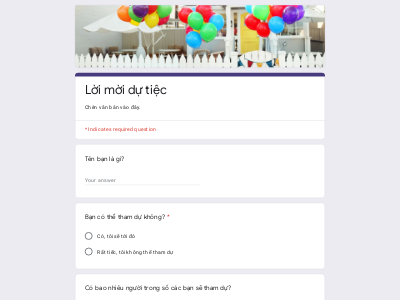 Lời mời dự tiệc
Chèn văn bản vào đây.
* Indicates required question
Tên bạn là gì?
Your answer
Bạn có thể tham dự không? *
Có, tôi sẽ tới đó
Rất tiếc, tôi không thể tham dự
Có bao nhiêu người trong số các bạn sẽ tham dự?